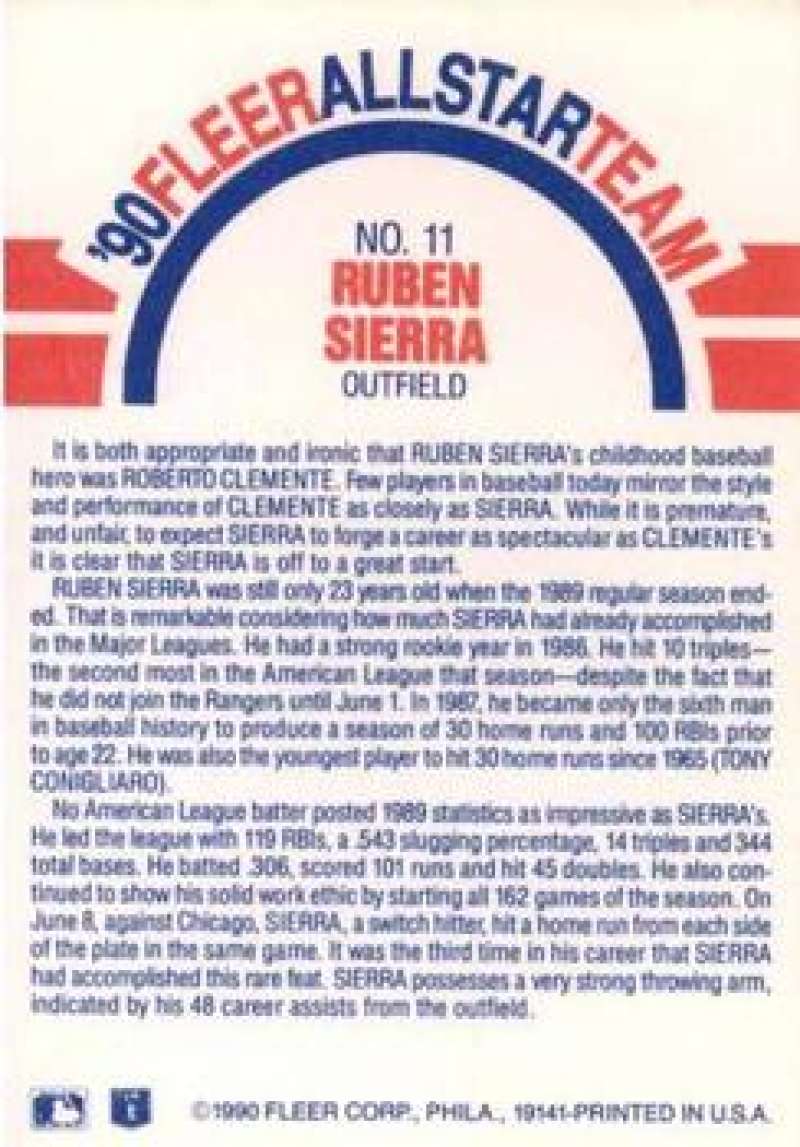 '90FLEERALLSTARTEAM
NO. 11
RUBEN
SIERRA
OUTFIELD
It is both appropriate and ironic that RUBEN SIERRA's childhood baseball
hero was ROBERTO CLEMENTE. Few players in baseball today mirror the style
and performance of CLEMENTE as closely as SIERRA. While it is premature,
and unfair, to expect SIERRA to forge a career as spectacular as CLEMENTE's
it is clear that SIERRA is off to a great start.
RUBEN SIERRA was still only 23 years old when the 1989 regular season end-
ed. That is remarkable considering how much SIERRA had already accomplished
in the Major Leagues. He had a strong rookie year in 1986. He hit 10 triples—
the second most in the American League that season—despite the fact that
he did not join the Rangers until June 1. In 1987, he became only the sixth man
in baseball history to produce a season of 30 home runs and 100 RBIs prior
to age 22. He was also the youngest player to hit 30 home runs since 1965 (TONY
CONIGLIARO).
No American League batter posted 1989 statistics as impressive as SIERRA's.
He led the league with 119 RBIs, a .543 slugging percentage, 14 triples and 344
total bases. He batted .306, scored 101 runs and hit 45 doubles. He also con-
tinued to show his solid work ethic by starting all 162 games of the season. On
June 8, against Chicago, SIERRA, a switch hitter, hit a home run from each side
of the plate in the same game. It was the third time in his career that SIERRA
had accomplished this rare feat. SIERRA possesses a very strong throwing arm,
indicated by his 48 career assists from the outfield.
©1990 FLEER CORP., PHILA., 19141-PRINTED IN U.S.A.